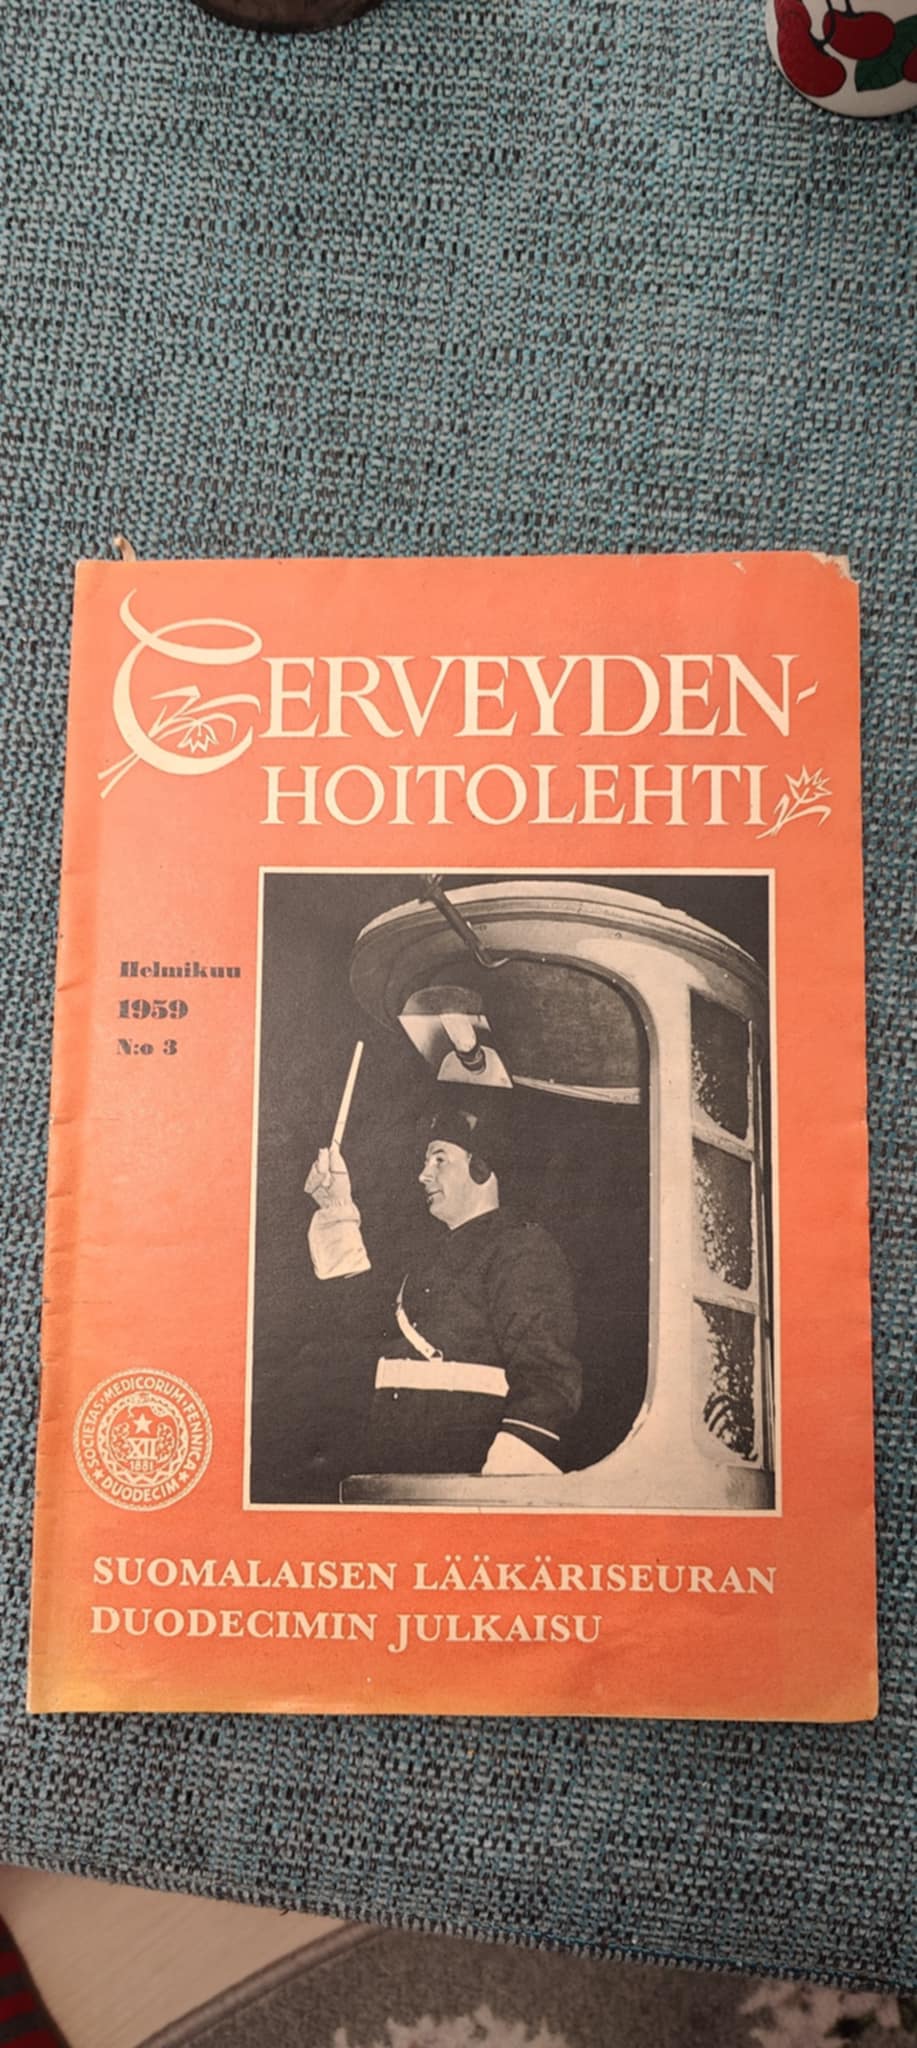 TERVEYDEN-
HOITOLEHTI
Helmikuu
1959
N:o 3
SOCIETAS·MEDICORUM·FENNICA
XII
1881
★ DUODECIM ★
SUOMALAISEN LÄÄKÄRISEURAN
DUODECIMIN JULKAISU